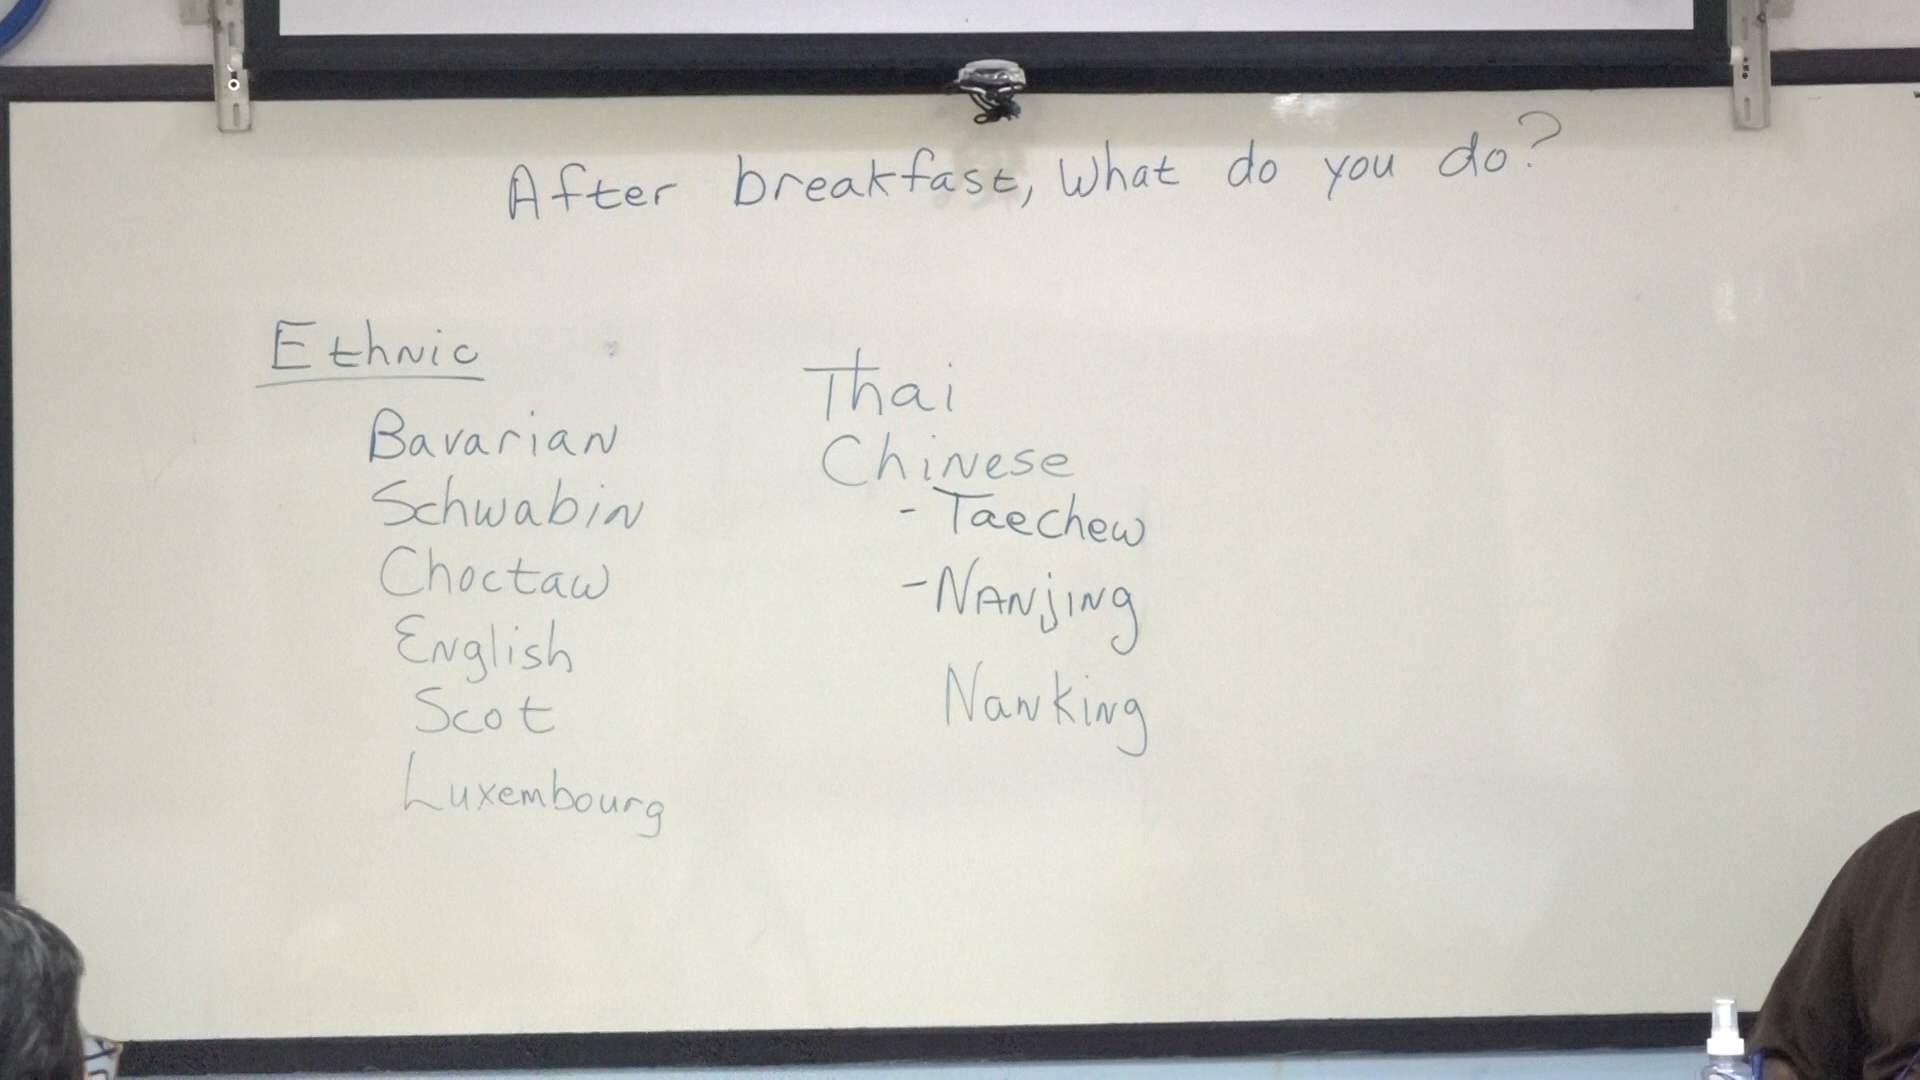 After breakfast, What do you do?
Ethnic
Bavarian
Schwabin
Choctaw
English
Scot
Luxembourg
Thai
Chinese
- Taechew
- Nanjing
Nanking